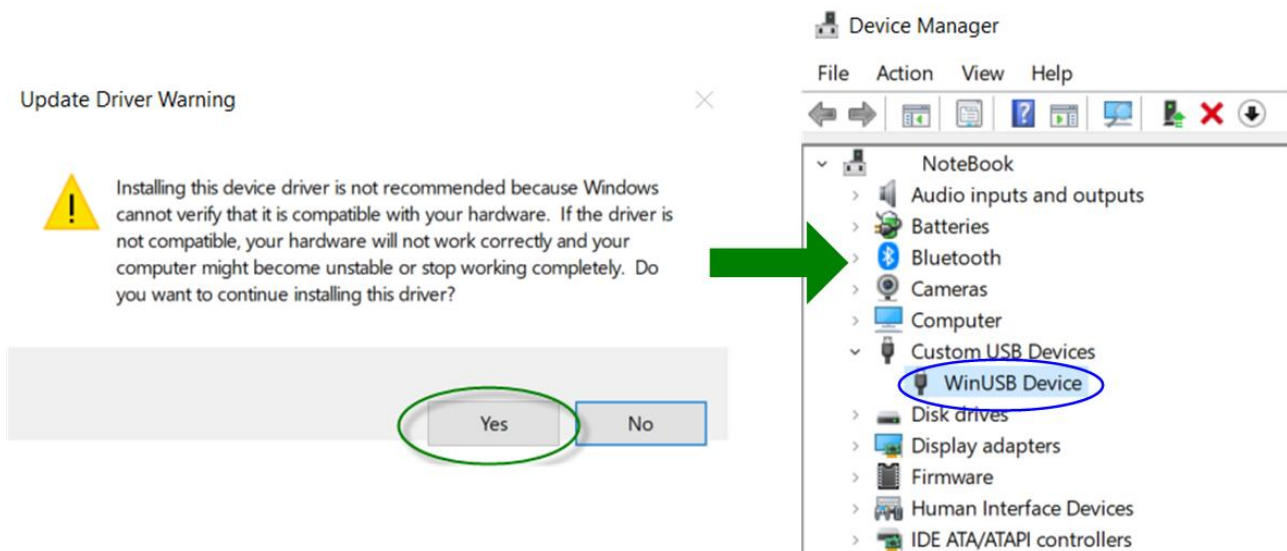 Update Driver Warning
Installing this device driver is not recommended because Windows
cannot verify that it is compatible with your hardware. If the driver is
not compatible, your hardware will not work correctly and your
computer might become unstable or stop working completely. Do
you want to continue installing this driver?
Yes No
Device Manager
File Action View Help
NoteBook
Audio inputs and outputs
Batteries
Bluetooth
Cameras
Computer
Custom USB Devices
WinUSB Device
Disk drives
Display adapters
Firmware
Human Interface Devices
IDE ATA/ATAPI controllers